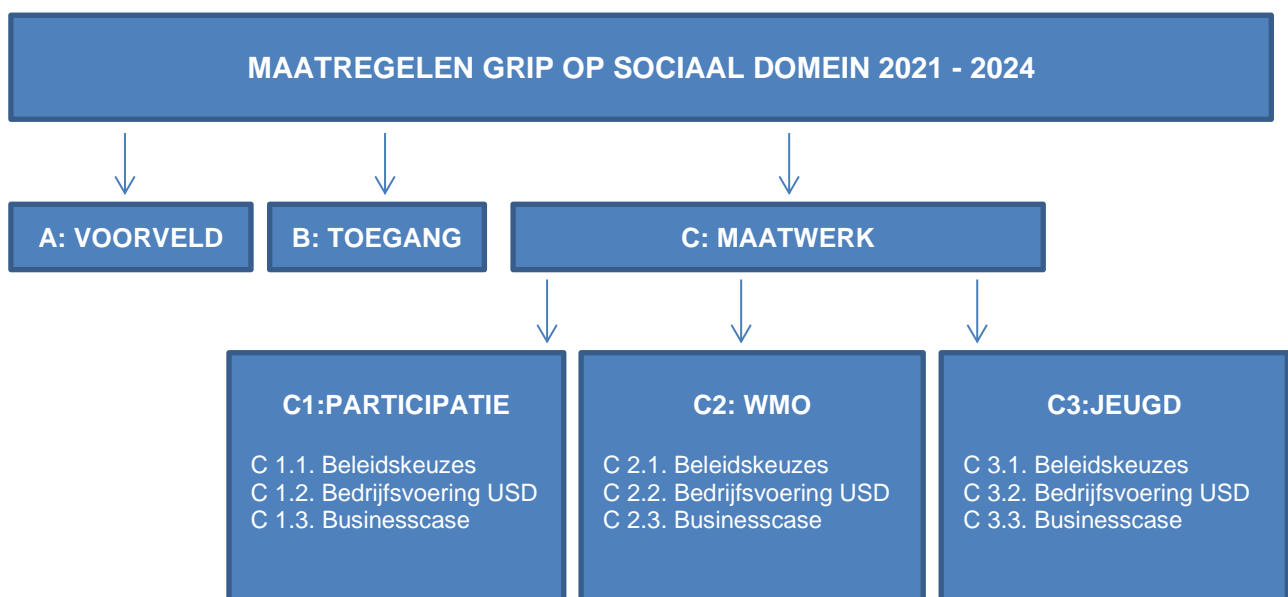 MAATREGELEN GRIP OP SOCIAAL DOMEIN 2021 - 2024
A: VOORVELD
B: TOEGANG
C: MAATWERK
C1:PARTICIPATIE
C 1.1. Beleidskeuzes
C 1.2. Bedrijfsvoering USD
C 1.3. Businesscase
C2: WMO
C 2.1. Beleidskeuzes
C 2.2. Bedrijfsvoering USD
C 2.3. Businesscase
C3:JEUGD
C 3.1. Beleidskeuzes
C 3.2. Bedrijfsvoering USD
C 3.3. Businesscase